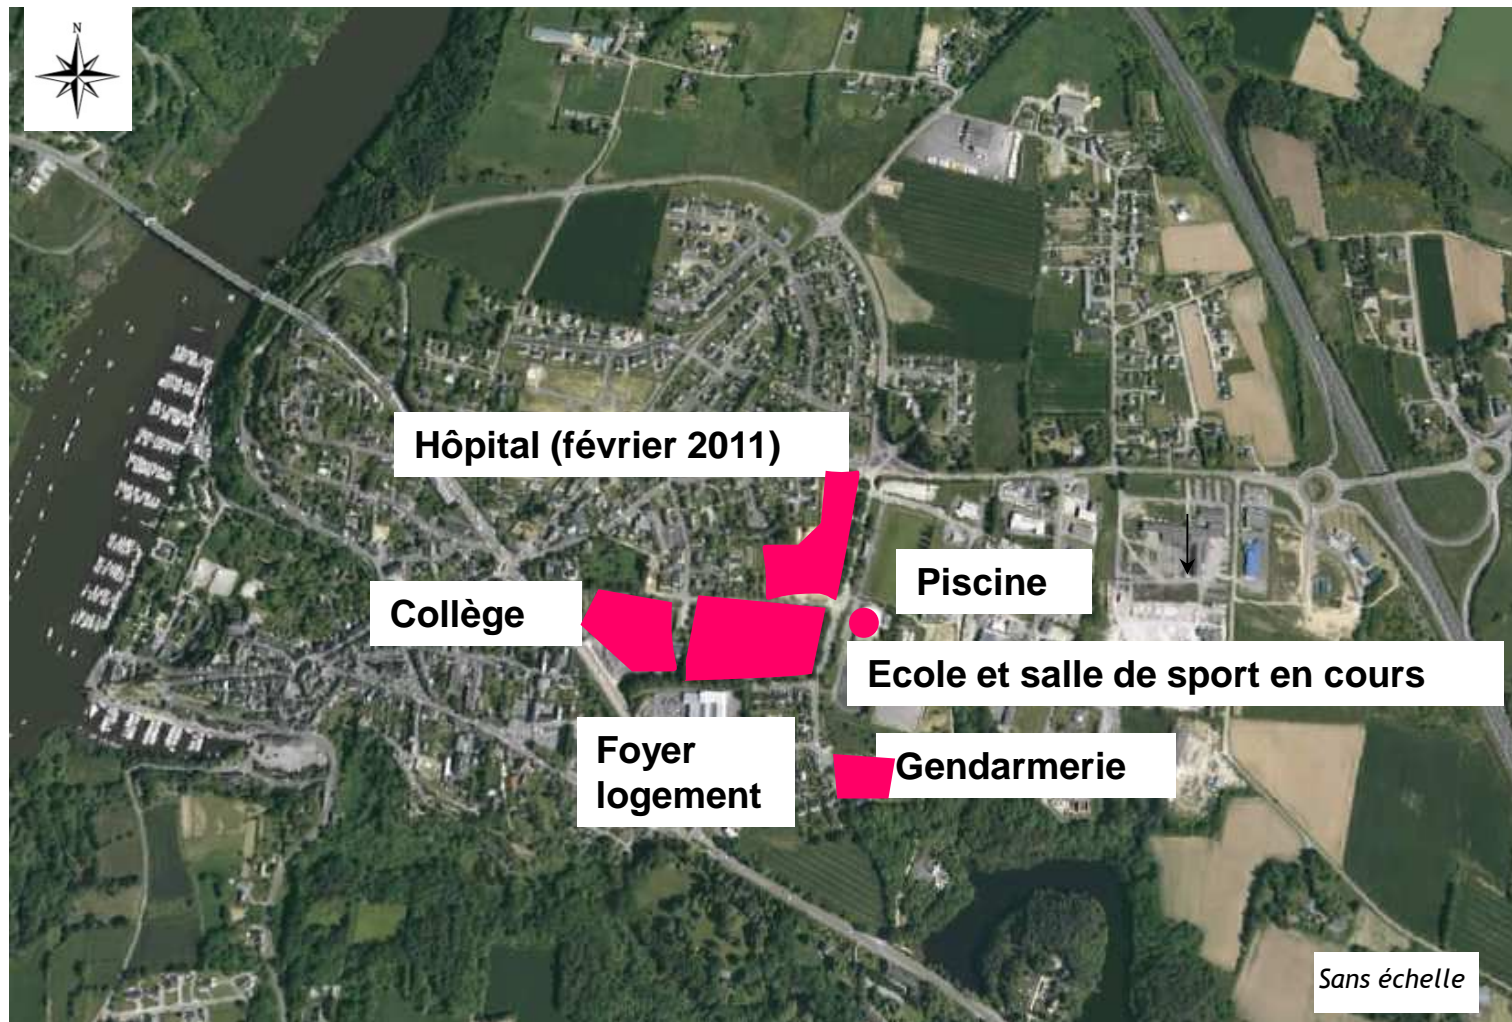 N
Hôpital (février 2011)
Piscine
Collège
Ecole et salle de sport en cours
Foyer
logement
Gendarmerie
Sans échelle